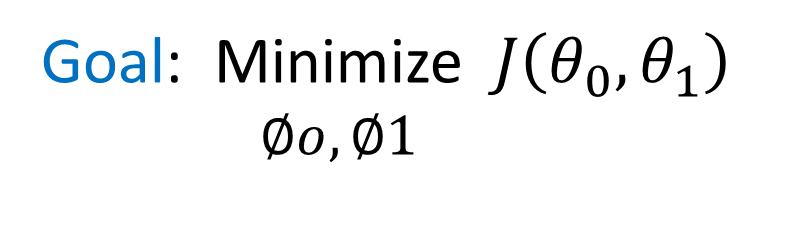 Goal: Minimize J(θ₀, θ₁)
∅o, ∅1